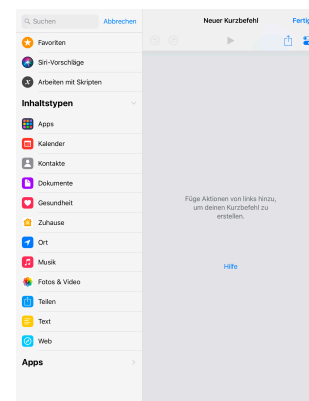 Suchen
Abbrechen
Favoriten
Siri-Vorschläge
Arbeiten mit Skripten
Inhaltstypen
Apps
Kalender
Kontakte
Dokumente
Gesundheit
Zuhause
Ort
Musik
Fotos & Video
Teilen
Text
Web
Apps
Neuer Kurzbefehl
Fertig
Füge Aktionen von links hinzu,
um deinen Kurzbefehl zu
erstellen.
Hilfe